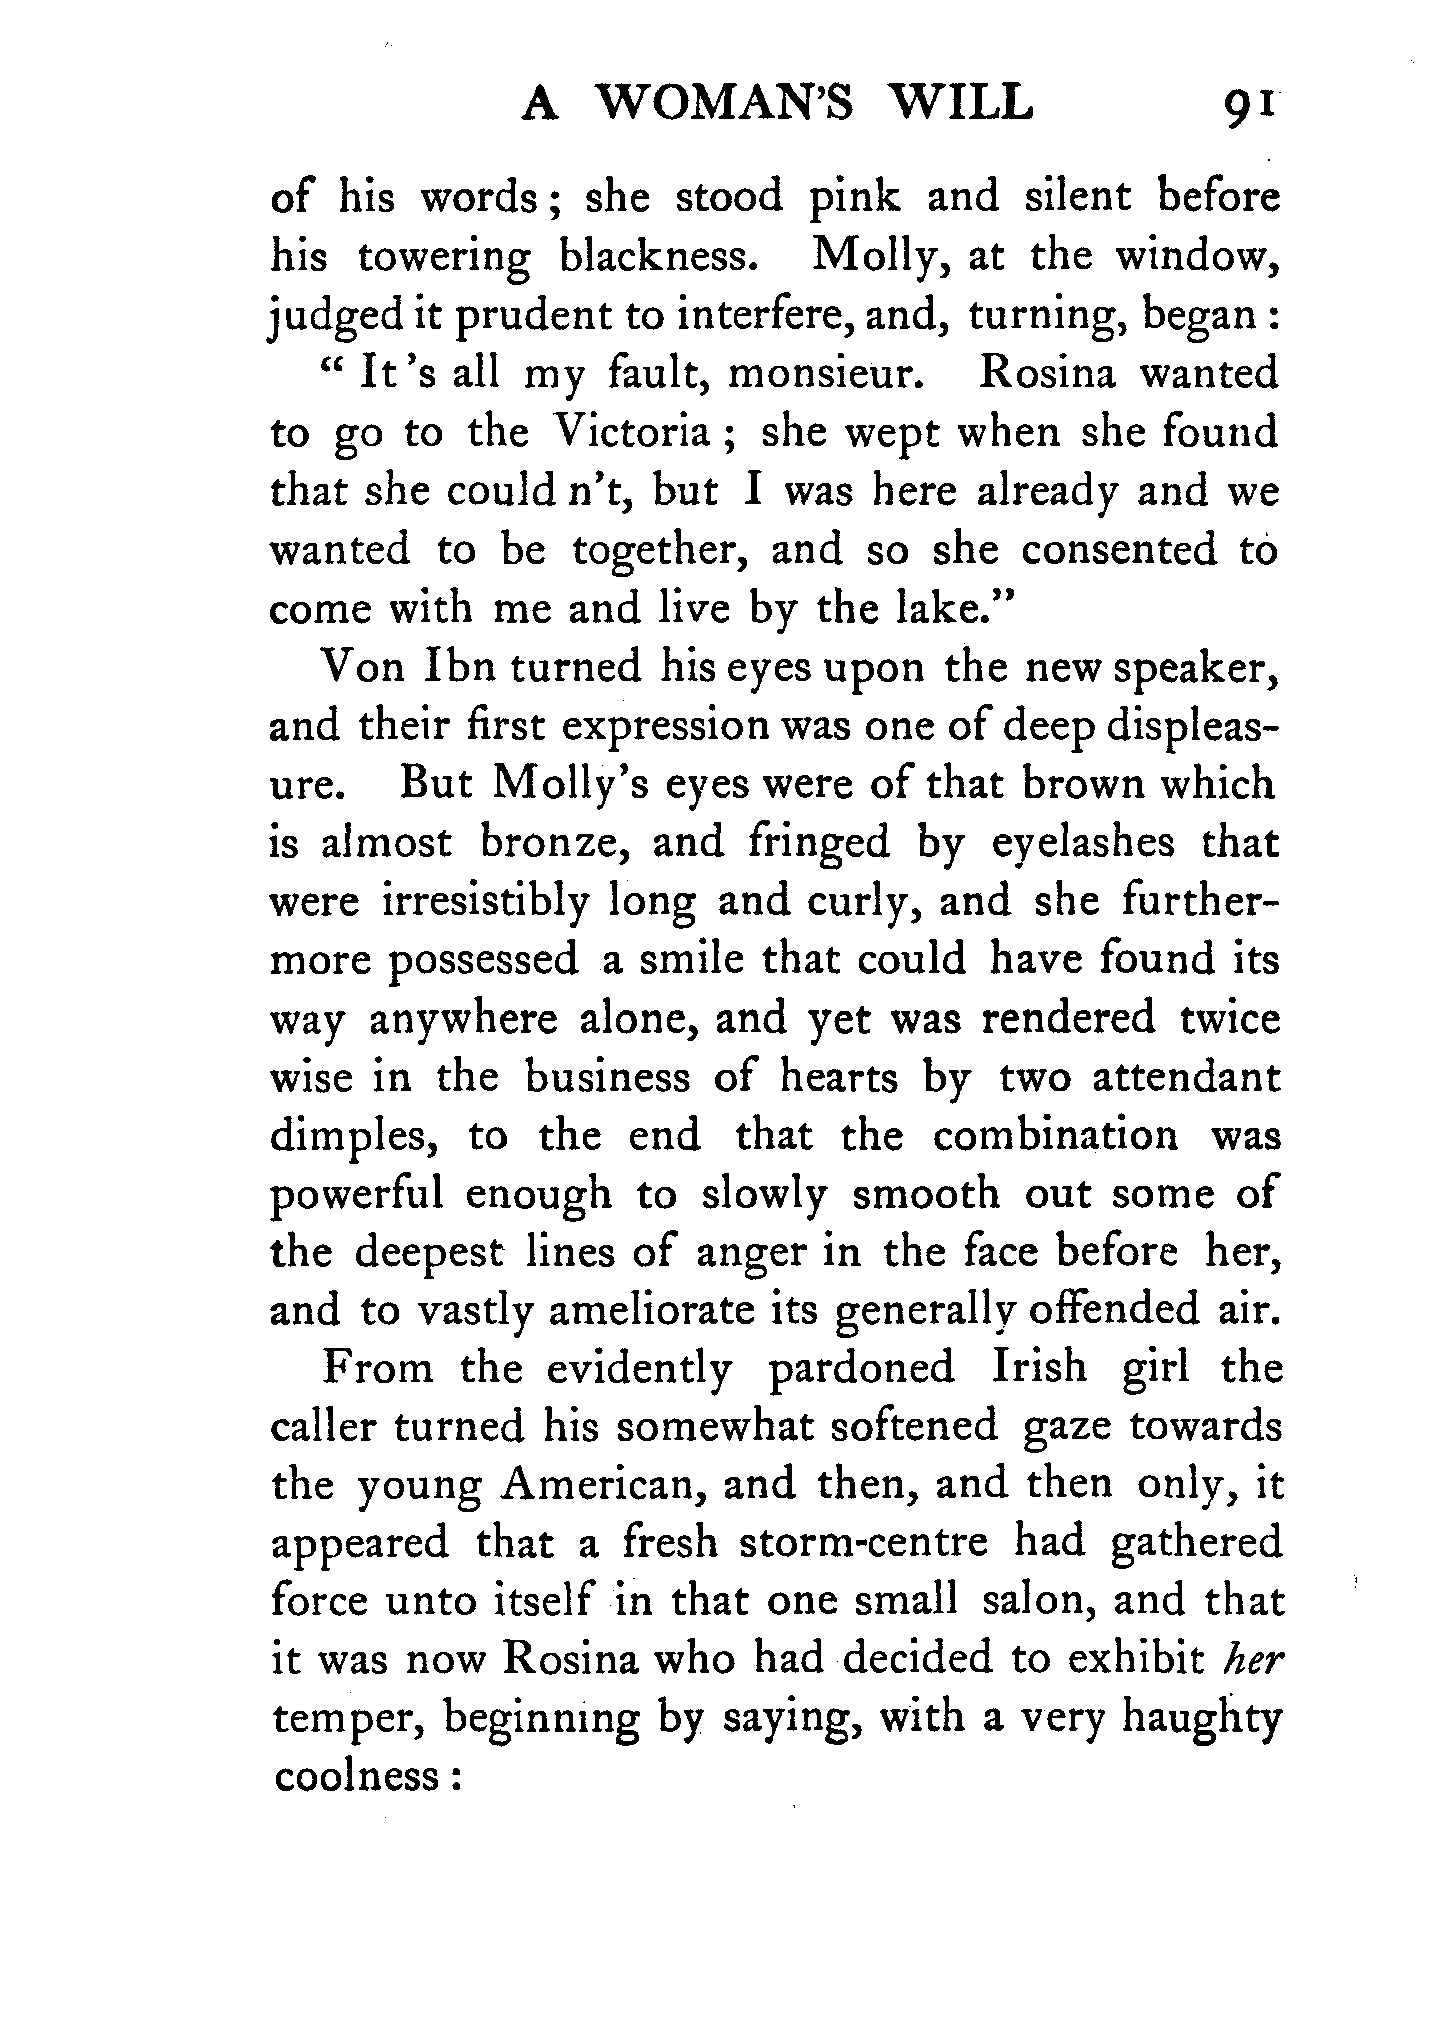 A WOMAN'S WILL 91
of his words; she stood pink and silent before
his towering blackness. Molly, at the window,
judged it prudent to interfere, and, turning, began:
“It's all my fault, monsieur. Rosina wanted
to go to the Victoria; she wept when she found
that she could n't, but I was here already and we
wanted to be together, and so she consented to
come with me and live by the lake.”
Von Ibn turned his eyes upon the new speaker,
and their first expression was one of deep displeas-
ure. But Molly's eyes were of that brown which
is almost bronze, and fringed by eyelashes that
were irresistibly long and curly, and she further-
more possessed a smile that could have found its
way anywhere alone, and yet was rendered twice
wise in the business of hearts by two attendant
dimples, to the end that the combination was
powerful enough to slowly smooth out some of
the deepest lines of anger in the face before her,
and to vastly ameliorate its generally offended air.
From the evidently pardoned Irish girl the
caller turned his somewhat softened gaze towards
the young American, and then, and then only, it
appeared that a fresh storm-centre had gathered
force unto itself in that one small salon, and that
it was now Rosina who had decided to exhibit her
temper, beginning by saying, with a very haughty
coolness: